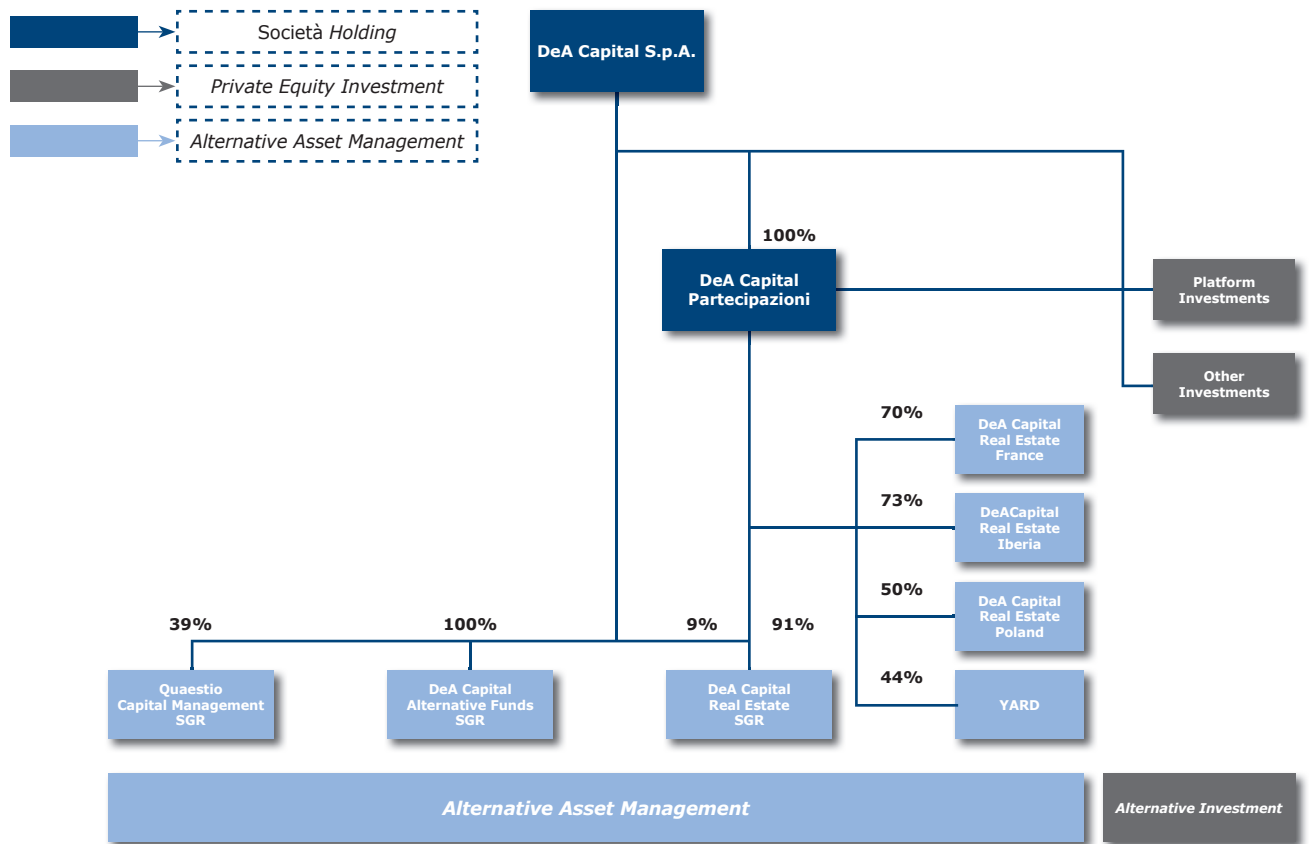 Società Holding
Private Equity Investment
Alternative Asset Management
DeA Capital S.p.A.
100%
DeA Capital
Partecipazioni
Platform
Investments
Other
Investments
70%
DeA Capital
Real Estate
France
73%
DeACapital
Real Estate
Iberia
50%
DeA Capital
Real Estate
Poland
44%
YARD
39%
100%
9%
91%
Quaestio
Capital Management
SGR
DeA Capital
Alternative Funds
SGR
DeA Capital
Real Estate
SGR
Alternative Asset Management
Alternative Investment